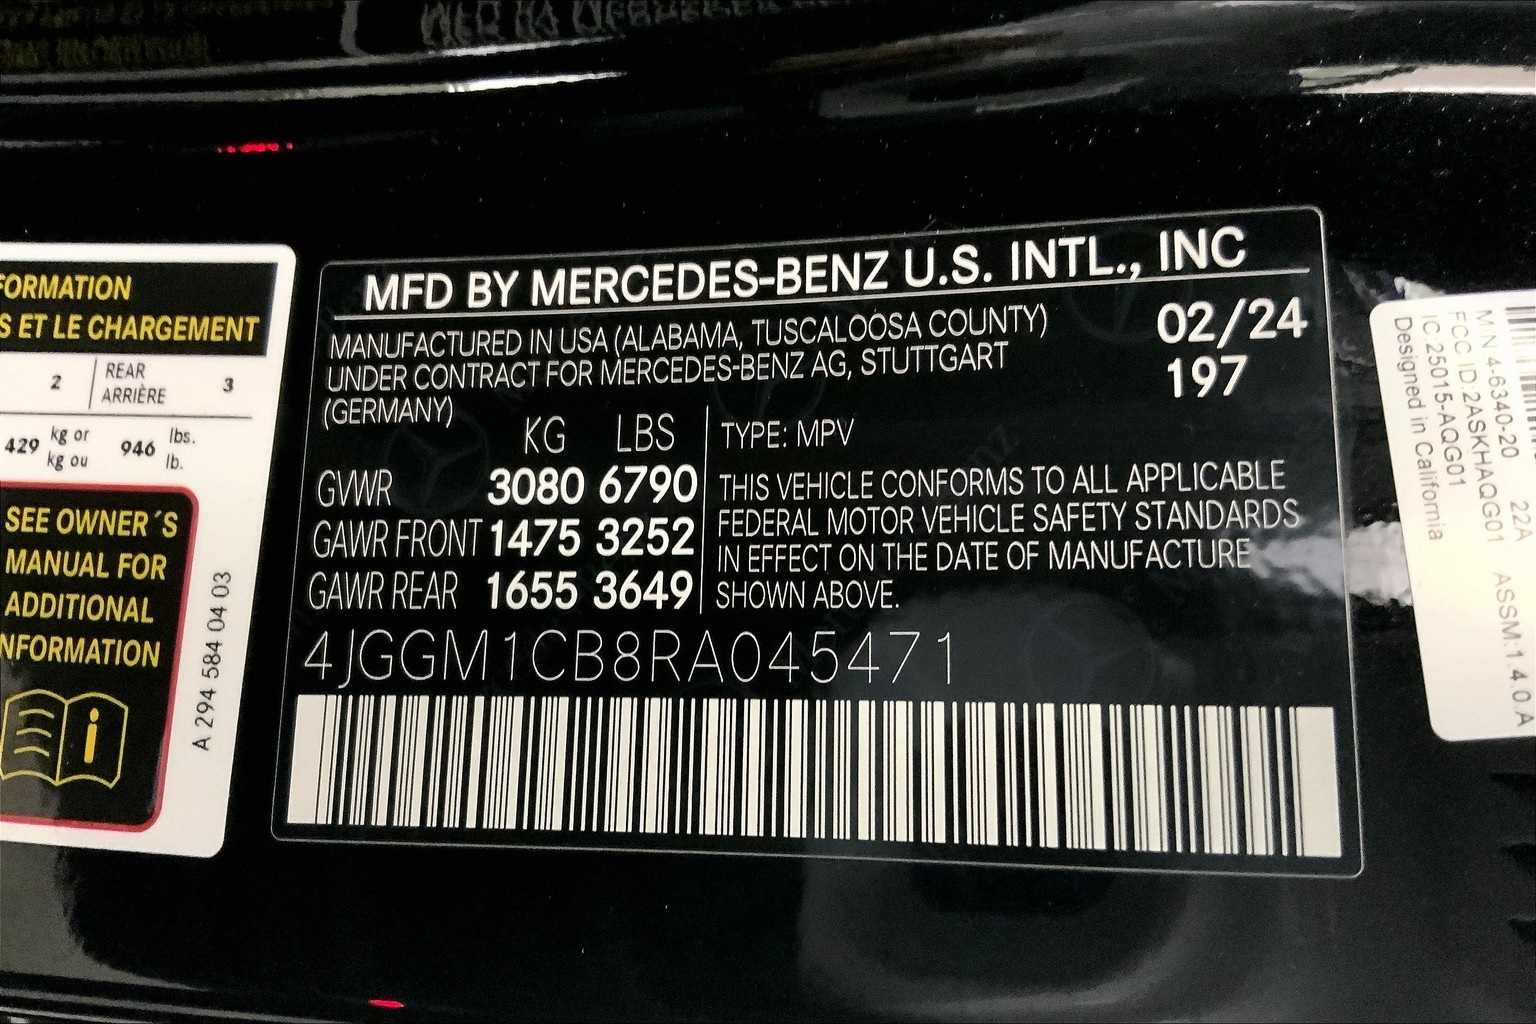 FORMATION
S ET LE CHARGEMENT
2 REAR ARRIÈRE 3
429 kg or kg ou 946 lbs. lb.
SEE OWNER´S
MANUAL FOR
ADDITIONAL
NFORMATION
A 294 584 04 03
MFD BY MERCEDES-BENZ U.S. INTL., INC
MANUFACTURED IN USA (ALABAMA, TUSCALOOSA COUNTY)
UNDER CONTRACT FOR MERCEDES-BENZ AG, STUTTGART
(GERMANY)
02/24
197
KG LBS
GVWR 3080 6790
GAWR FRONT 1475 3252
GAWR REAR 1655 3649
TYPE: MPV
THIS VEHICLE CONFORMS TO ALL APPLICABLE
FEDERAL MOTOR VEHICLE SAFETY STANDARDS
IN EFFECT ON THE DATE OF MANUFACTURE
SHOWN ABOVE.
4JGGM1CB8RA045471
M/N 4-6340-20 22A
FCC ID:2ASKHAQG01 ASSM:1.4.0.A
IC 25015-AQG01
Designed in California